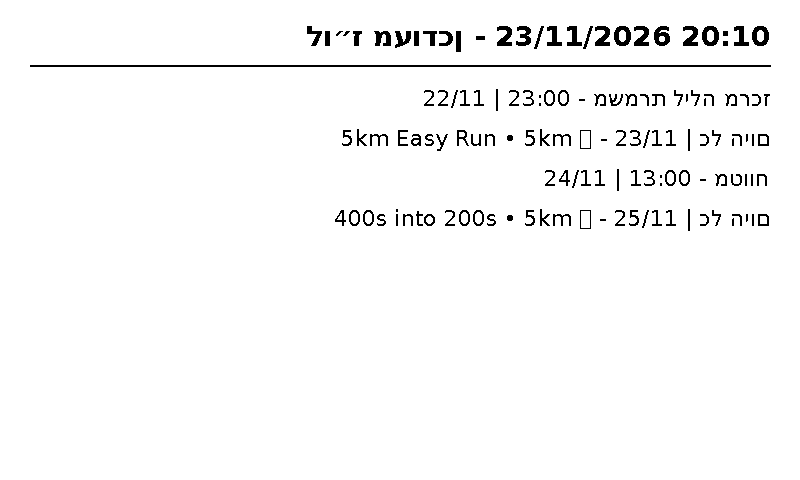 לו״ז מעודכן - 23/11/2026 20:10
22/11 | 23:00 - משמרת לילה מרכז
5km Easy Run • 5km - 23/11 | כל היום
24/11 | 13:00 - מטווח
400s into 200s • 5km - 25/11 | כל היום